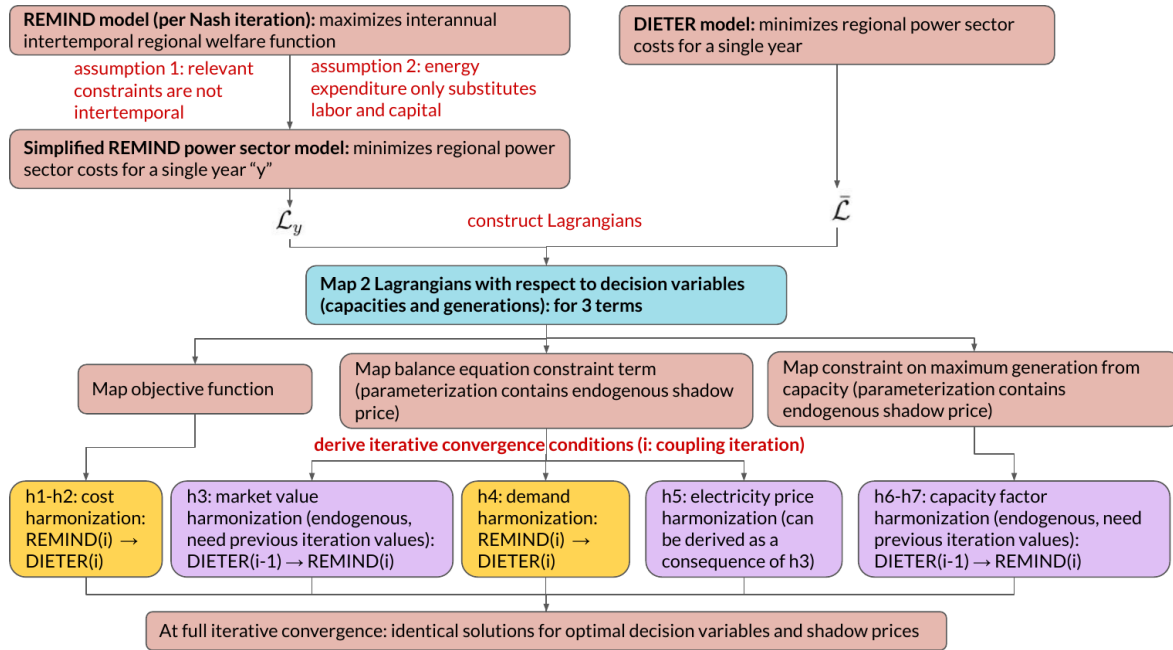 REMIND model (per Nash iteration): maximizes interannual
intertemporal regional welfare function
DIETER model: minimizes regional power sector
costs for a single year
assumption 1: relevant
constraints are not
intertemporal
assumption 2: energy
expenditure only substitutes
labor and capital
Simplified REMIND power sector model: minimizes regional power
sector costs for a single year “y”
ℒ_y
construct Lagrangians
ℒ̄
Map 2 Lagrangians with respect to decision variables
(capacities and generations): for 3 terms
Map objective function
Map balance equation constraint term
(parameterization contains endogenous shadow
price)
Map constraint on maximum generation from
capacity (parameterization contains
endogenous shadow price)
derive iterative convergence conditions (i: coupling iteration)
h1-h2: cost
harmonization:
REMIND(i) →
DIETER(i)
h3: market value
harmonization (endogenous,
need previous iteration values):
DIETER(i-1) → REMIND(i)
h4: demand
harmonization:
REMIND(i) →
DIETER(i)
h5: electricity price
harmonization (can
be derived as a
consequence of h3)
h6-h7: capacity factor
harmonization (endogenous, need
previous iteration values):
DIETER(i-1) → REMIND(i)
At full iterative convergence: identical solutions for optimal decision variables and shadow prices